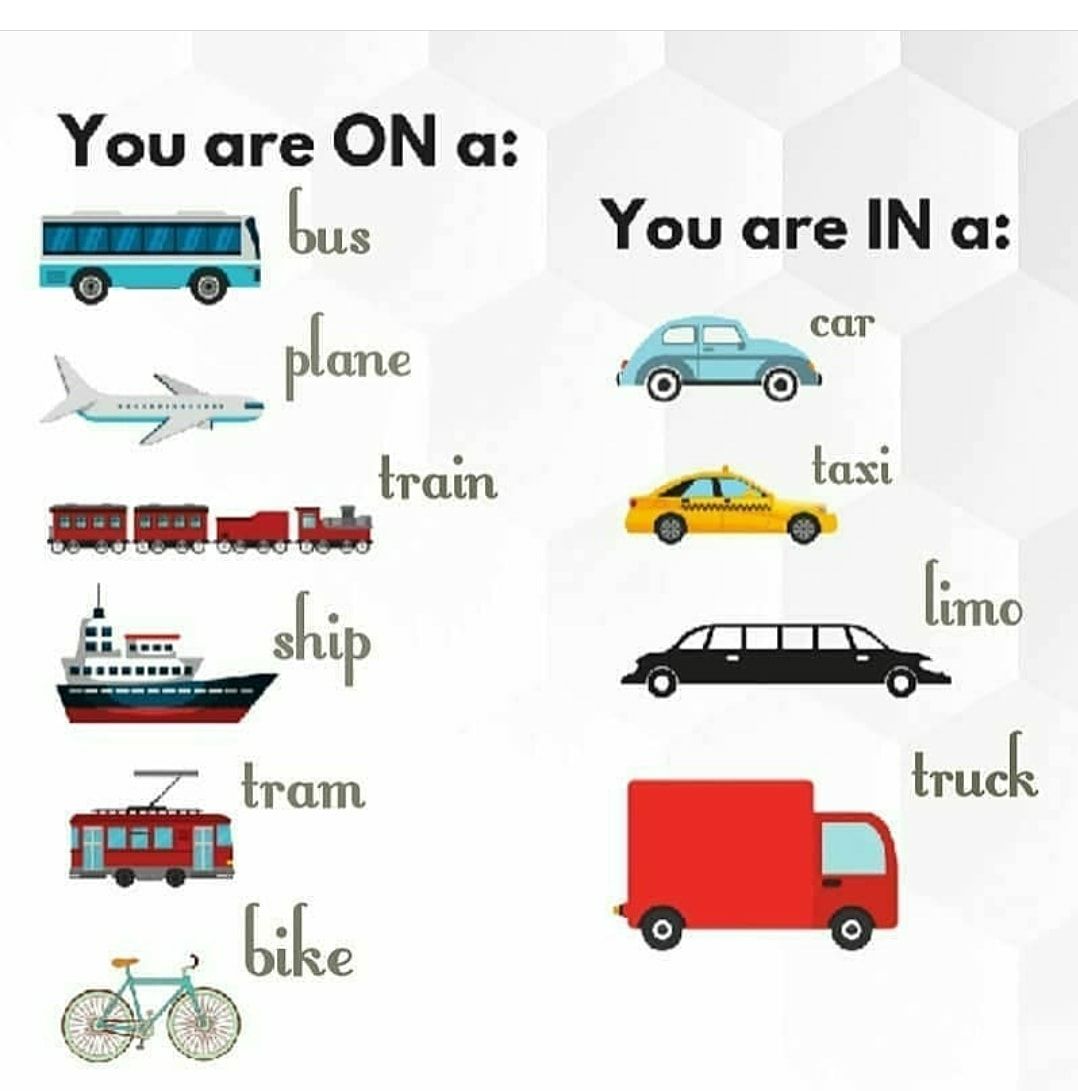 You are ON a:
bus
plane
train
ship
tram
bike
You are IN a:
car
taxi
limo
truck